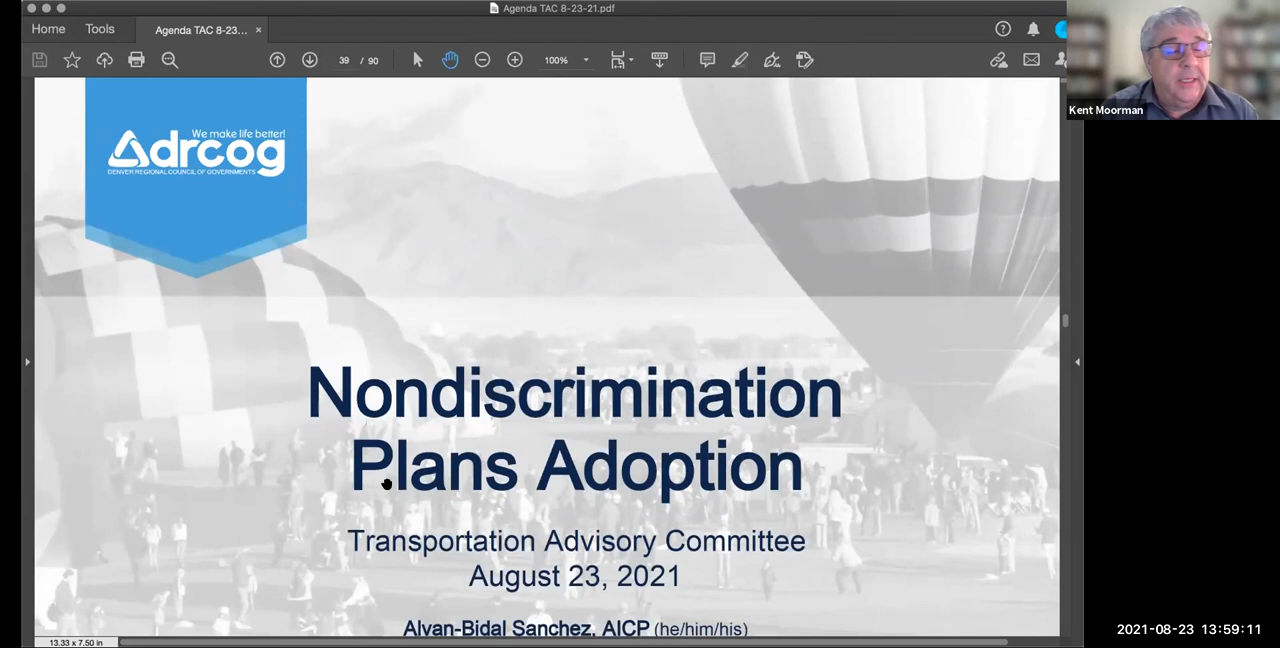 Agenda TAC 8-23-21.pdf
Home
Tools
Agenda TAC 8-23... ×
39 / 90
100%
Kent Moorman
We make life better!
drcog
DENVER REGIONAL COUNCIL OF GOVERNMENTS
Nondiscrimination
Plans Adoption
Transportation Advisory Committee
August 23, 2021
Alvan-Bidal Sanchez, AICP (he/him/his)
13.33 x 7.50 in
2021-08-23 13:59:11